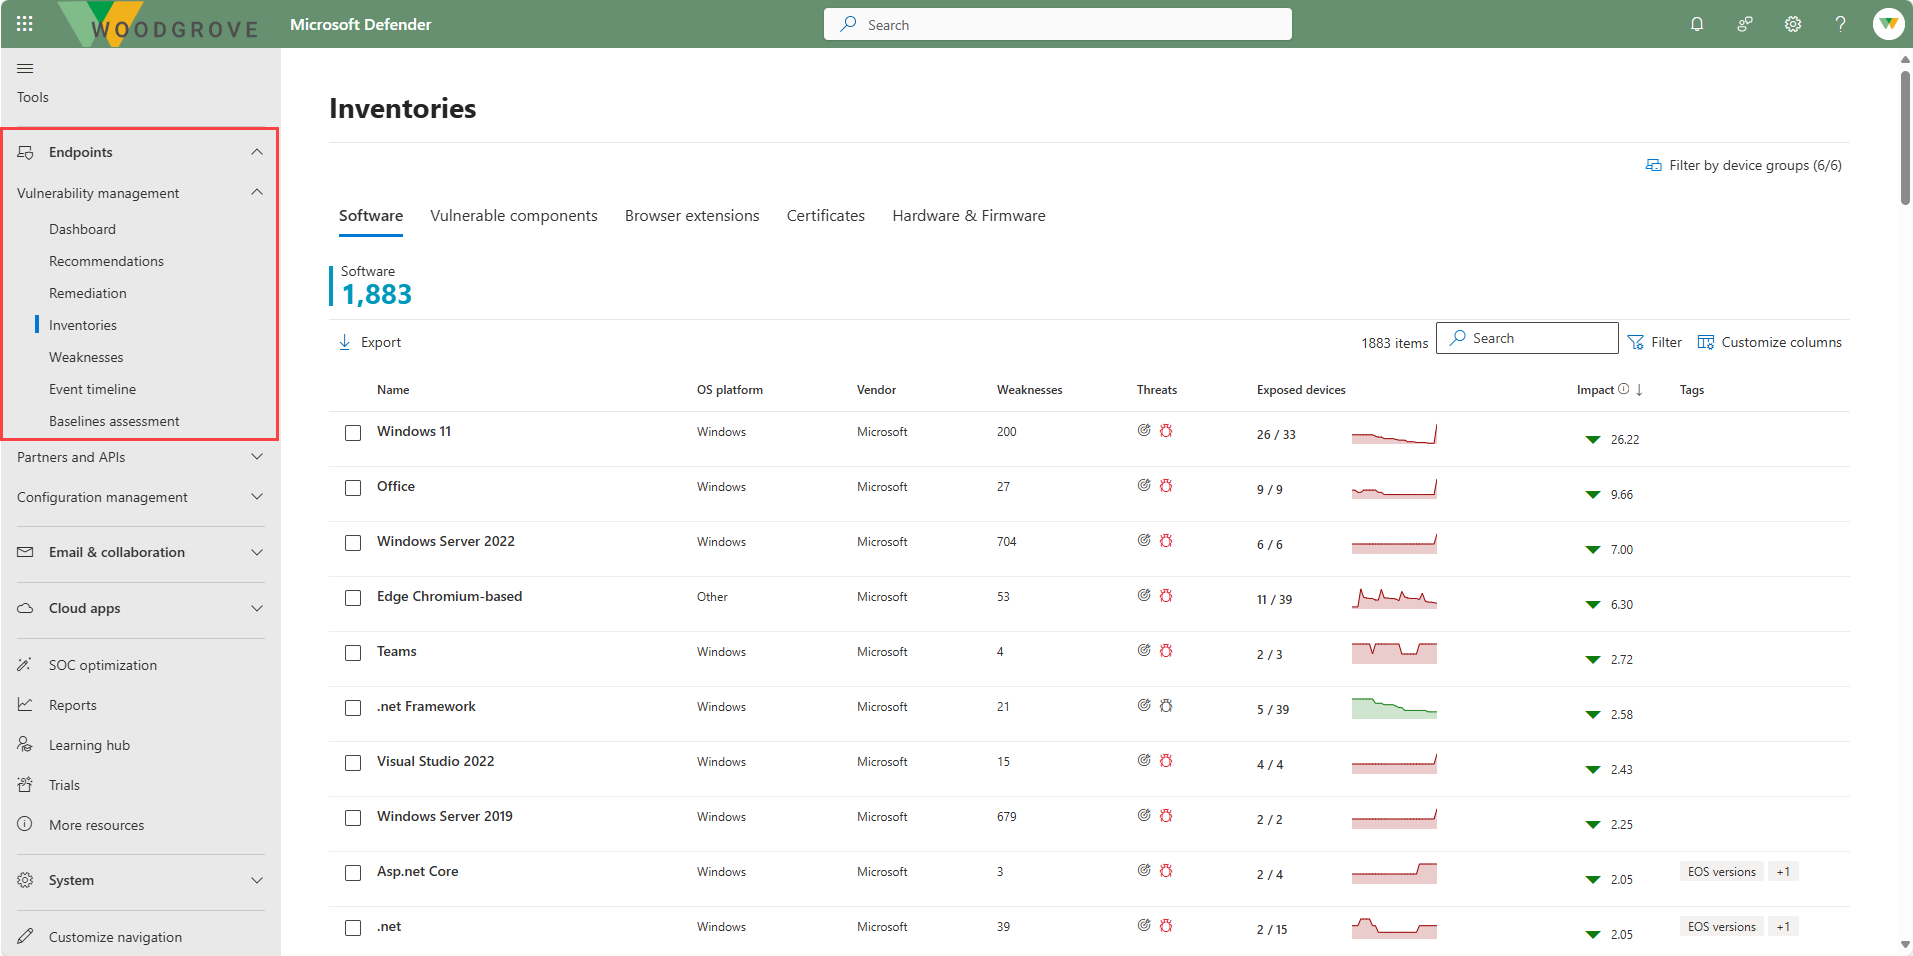 WOODGROVE
Microsoft Defender
Search
Tools
Endpoints
Vulnerability management
Dashboard
Recommendations
Remediation
Inventories
Weaknesses
Event timeline
Baselines assessment
Partners and APIs
Configuration management
Email & collaboration
Cloud apps
SOC optimization
Reports
Learning hub
Trials
More resources
System
Customize navigation
Inventories
Filter by device groups (6/6)
Software Vulnerable components Browser extensions Certificates Hardware & Firmware
Software
1,883
Export 1883 items Search Filter Customize columns
Name OS platform Vendor Weaknesses Threats Exposed devices Impact Tags
Windows 11 Windows Microsoft 200 26 / 33 26.22
Office Windows Microsoft 27 9 / 9 9.66
Windows Server 2022 Windows Microsoft 704 6 / 6 7.00
Edge Chromium-based Other Microsoft 53 11 / 39 6.30
Teams Windows Microsoft 4 2 / 3 2.72
.net Framework Windows Microsoft 21 5 / 39 2.58
Visual Studio 2022 Windows Microsoft 15 4 / 4 2.43
Windows Server 2019 Windows Microsoft 679 2 / 2 2.25
Asp.net Core Windows Microsoft 3 2 / 4 2.05 EOS versions +1
.net Windows Microsoft 39 2 / 15 2.05 EOS versions +1